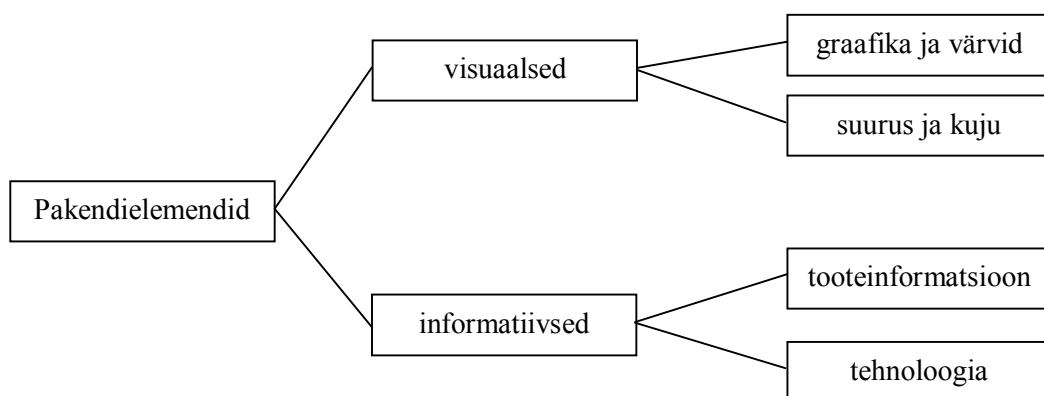 Pakendielemendid
visuaalsed
graafika ja värvid
suurus ja kuju
informatiivsed
tooteinformatsioon
tehnoloogia